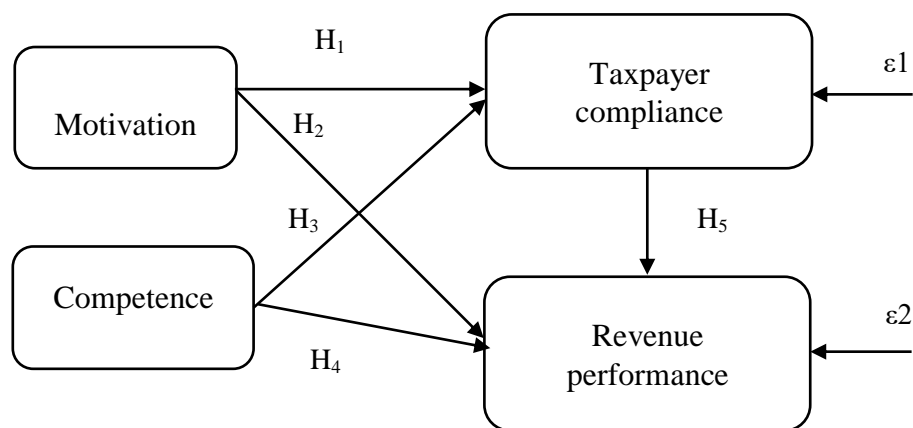 H₁
Taxpayer
compliance
ε1
Motivation
H₂
H₃
H₅
Competence
H₄
Revenue
performance
ε2